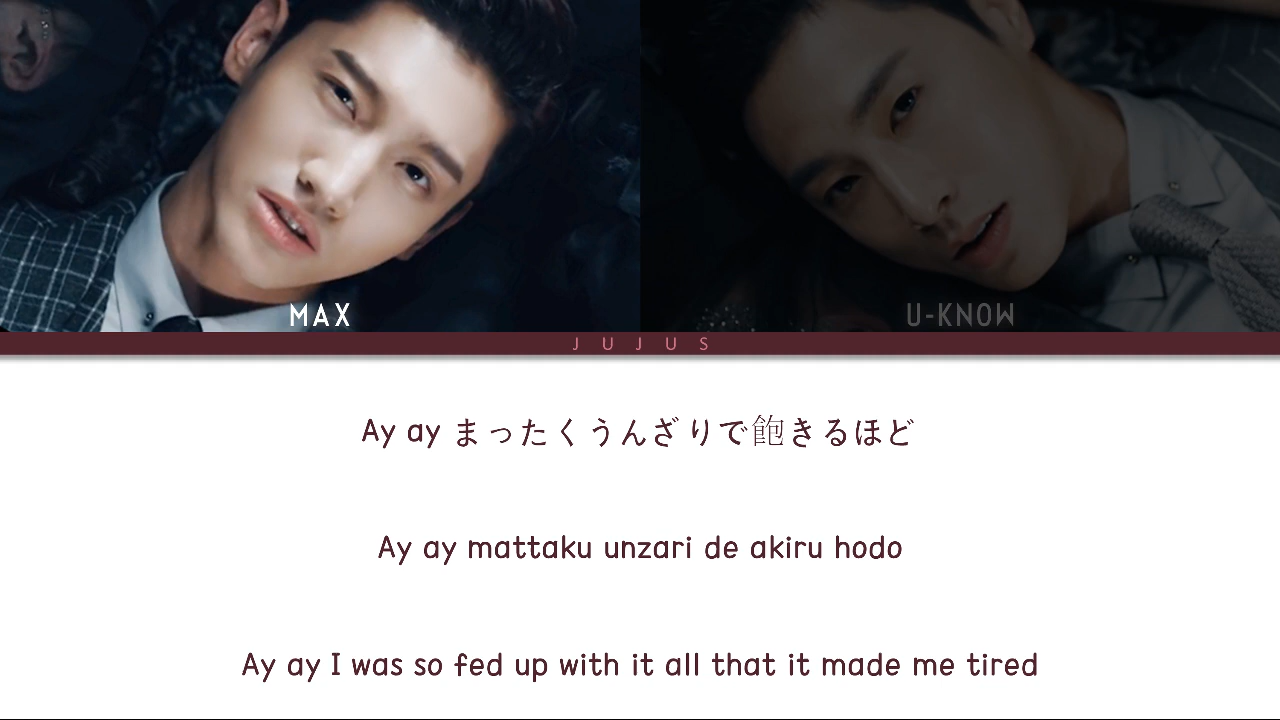 MAX
U-KNOW
JUJUS
Ay ay まったくうんざりで飽きるほど
Ay ay mattaku unzari de akiru hodo
Ay ay I was so fed up with it all that it made me tired